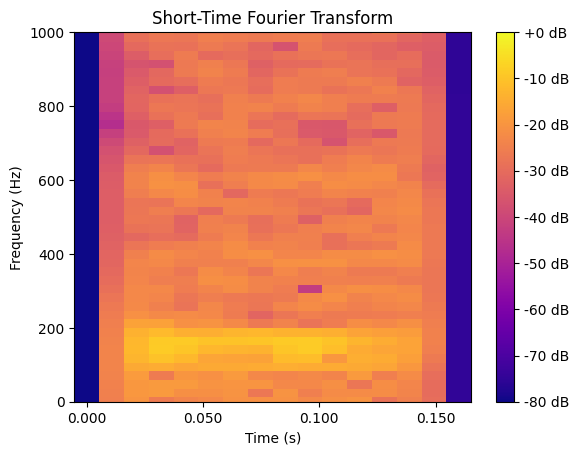 Short-Time Fourier Transform
1000
800
600
400
200
0
Frequency (Hz)
0.000
0.050
0.100
0.150
Time (s)
+0 dB
-10 dB
-20 dB
-30 dB
-40 dB
-50 dB
-60 dB
-70 dB
-80 dB